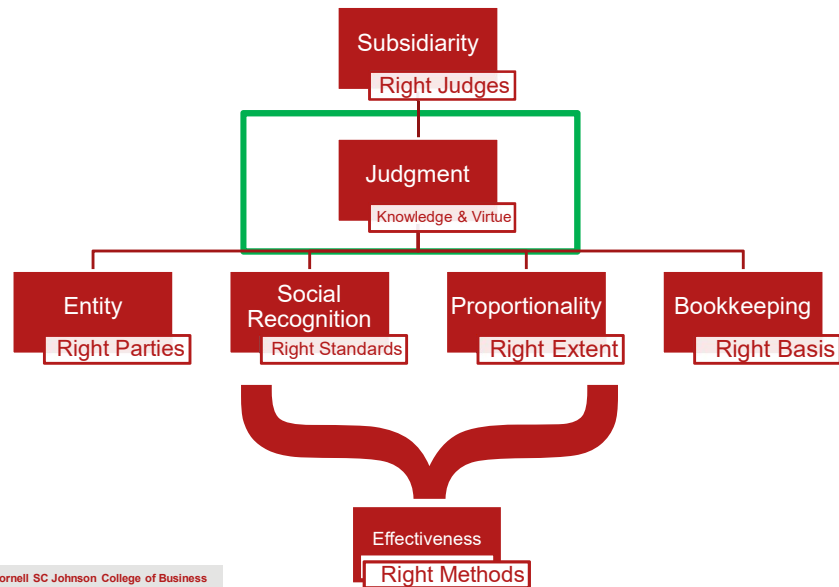 Subsidiarity
Right Judges
Judgment
Knowledge & Virtue
Entity
Right Parties
Social
Recognition
Right Standards
Proportionality
Right Extent
Bookkeeping
Right Basis
Effectiveness
Right Methods
ornell SC Johnson College of Business